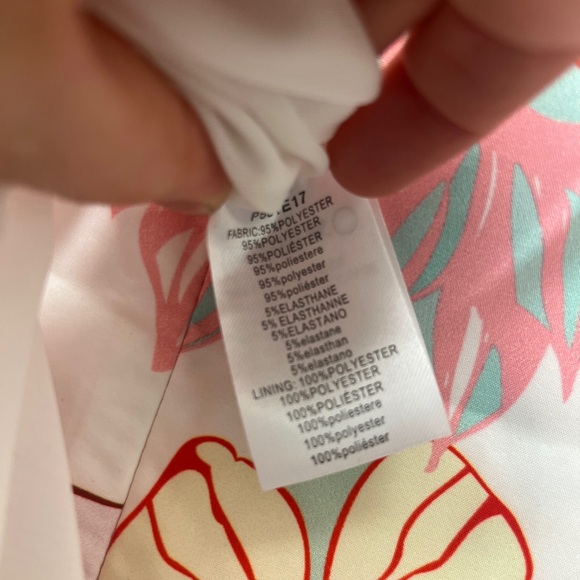 FABRIC:95%POLYESTER
95%POLYESTER
95%POLIÉSTER
95%poliestere
95%polyester
95%poliéster
5%ELASTHANE
5% ELASTHANNE
5%ELASTANO
5%elastane
5%elasthan
5%elastano
LINING: 100%POLYESTER
100%POLYESTER
100%POLIÉSTER
100%poliestere
100%polyester
100%poliéster